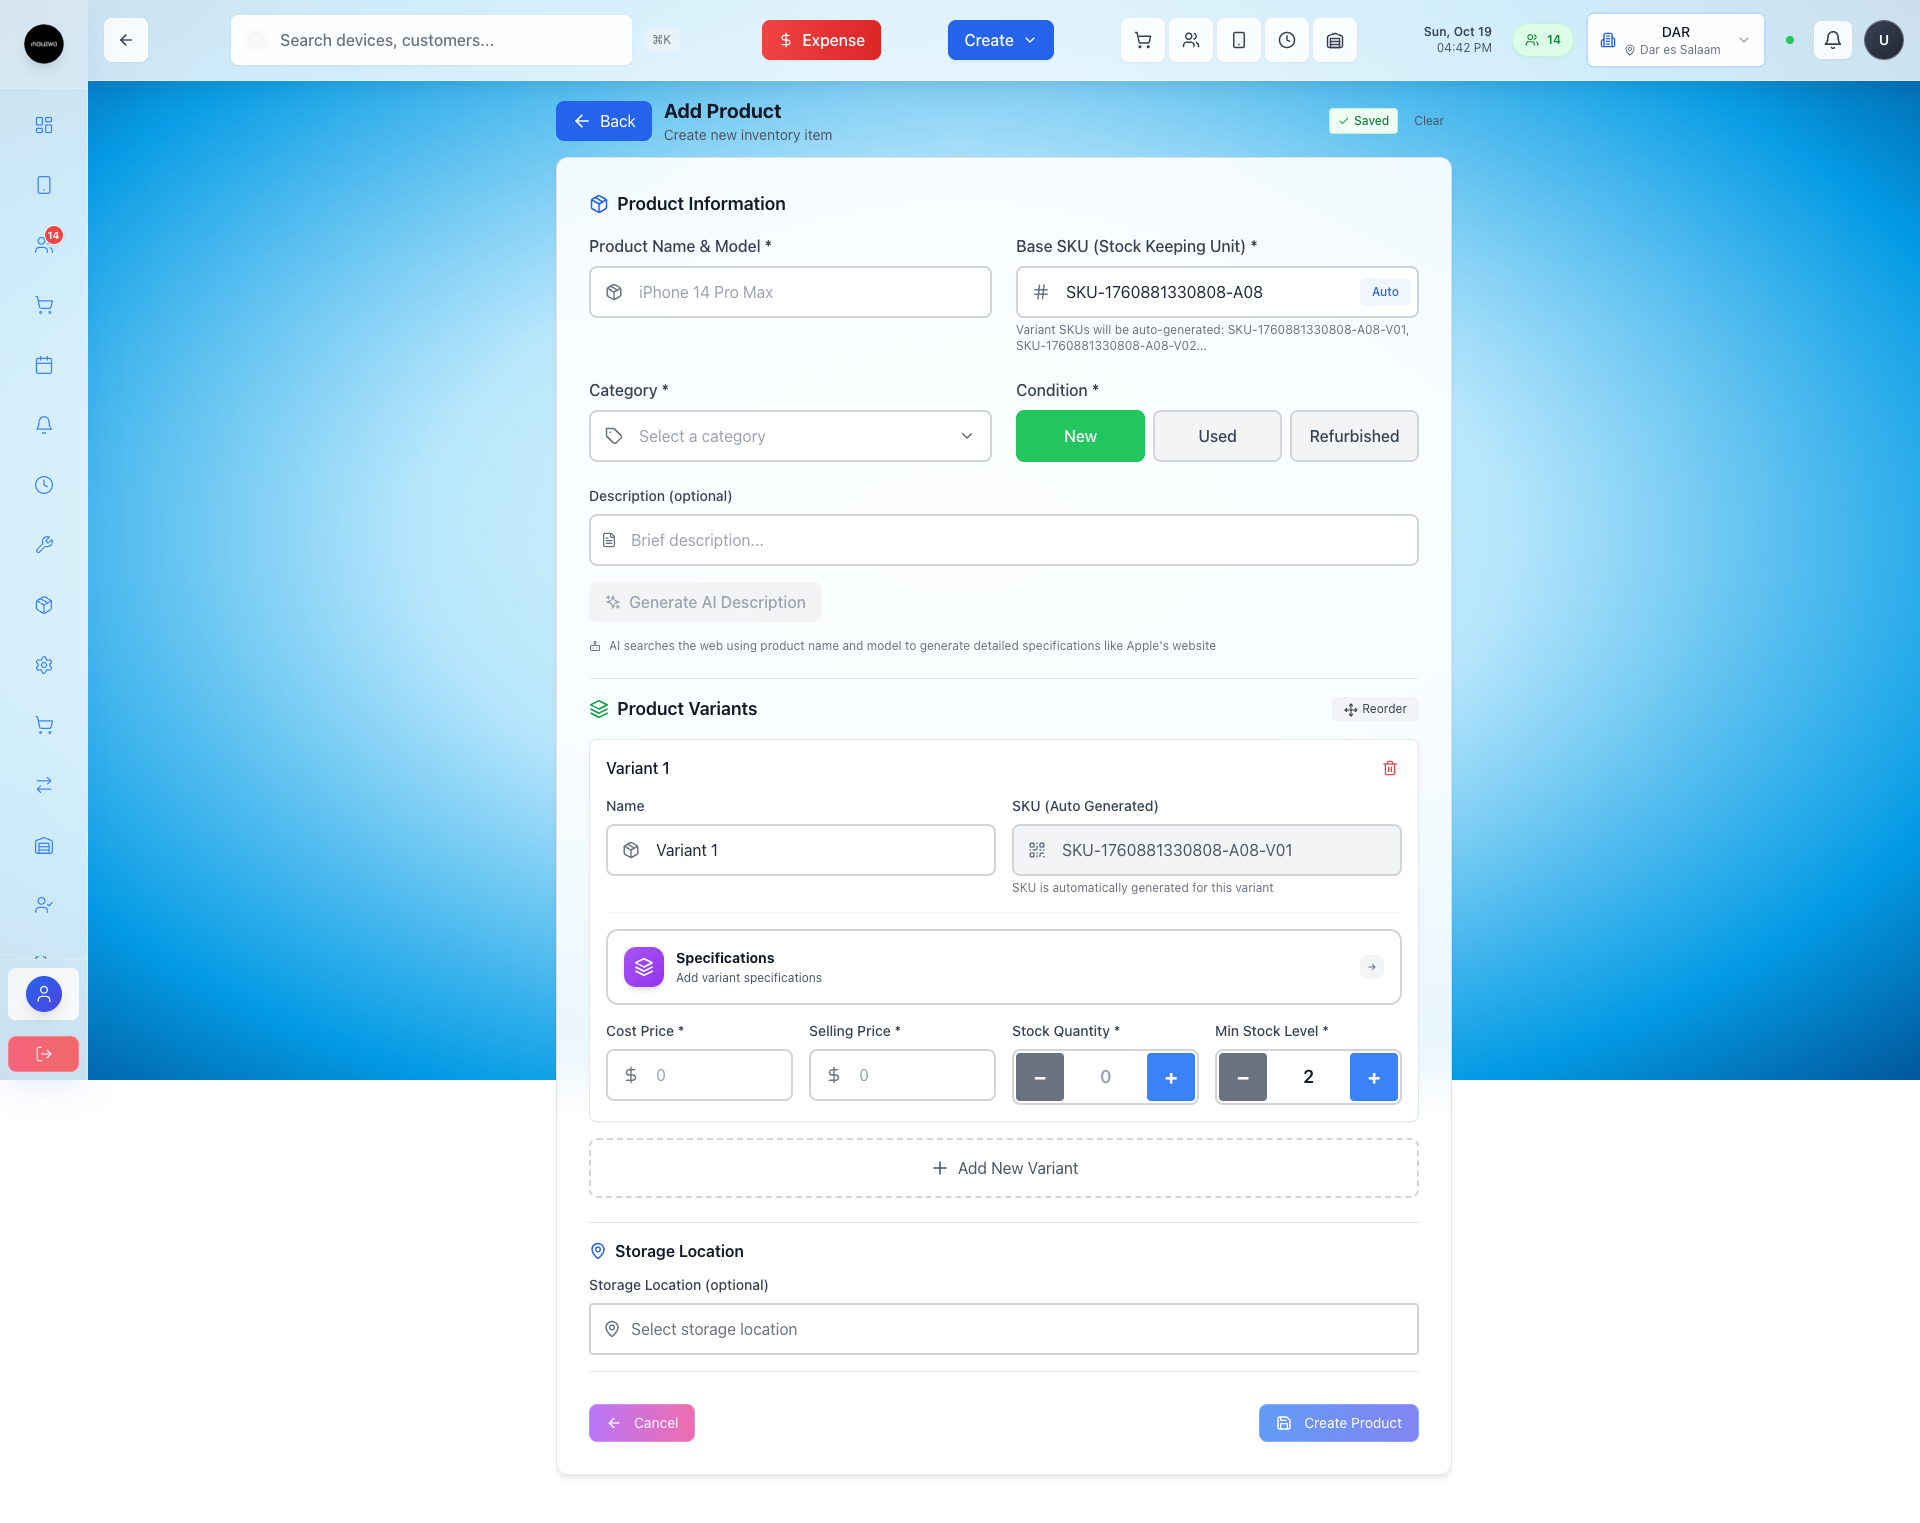 inauzwa
Search devices, customers...
⌘K
Expense
Create
Sun, Oct 19
04:42 PM
14
DAR
Dar es Salaam
U
14
Back
Add Product
Create new inventory item
Saved
Clear
Product Information
Product Name & Model *
iPhone 14 Pro Max
Base SKU (Stock Keeping Unit) *
SKU-1760881330808-A08
Auto
Variant SKUs will be auto-generated: SKU-1760881330808-A08-V01,
SKU-1760881330808-A08-V02...
Category *
Select a category
Condition *
New
Used
Refurbished
Description (optional)
Brief description...
Generate AI Description
AI searches the web using product name and model to generate detailed specifications like Apple's website
Product Variants
Reorder
Variant 1
Name
Variant 1
SKU (Auto Generated)
SKU-1760881330808-A08-V01
SKU is automatically generated for this variant
Specifications
Add variant specifications
Cost Price *
0
Selling Price *
0
Stock Quantity *
− 0 +
Min Stock Level *
− 2 +
Add New Variant
Storage Location
Storage Location (optional)
Select storage location
Cancel
Create Product